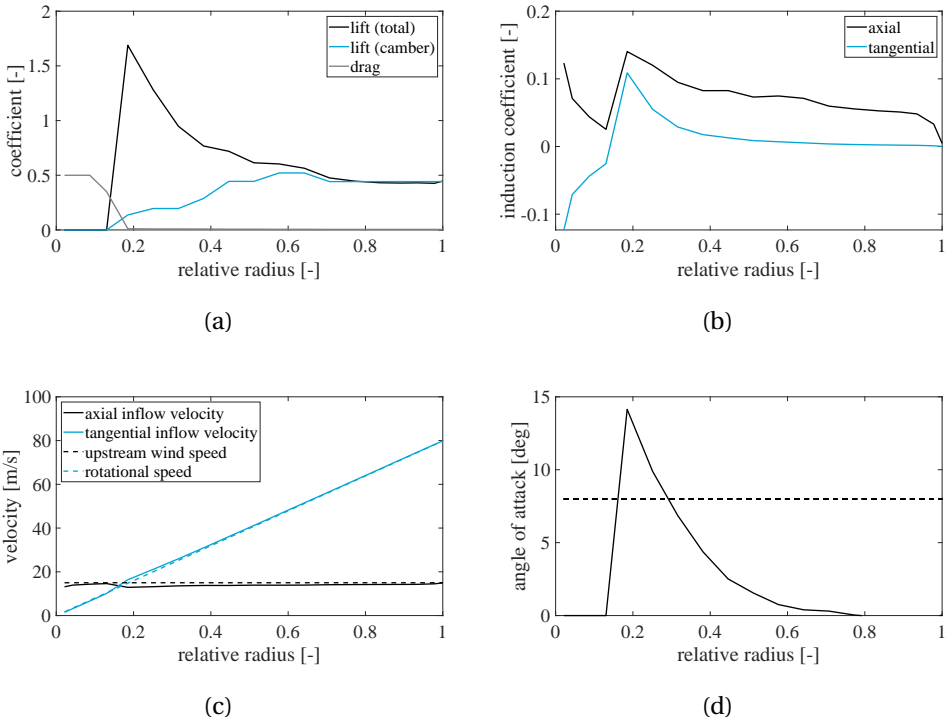 2
1.5
1
0.5
0
coefficient [-]
lift (total)
lift (camber)
drag
0 0.2 0.4 0.6 0.8 1
relative radius [-]
(a)
0.2
0.1
0
-0.1
induction coefficient [-]
axial
tangential
0 0.2 0.4 0.6 0.8 1
relative radius [-]
(b)
100
80
60
40
20
0
velocity [m/s]
axial inflow velocity
tangential inflow velocity
upstream wind speed
rotational speed
0 0.2 0.4 0.6 0.8 1
relative radius [-]
(c)
15
10
5
0
angle of attack [deg]
0 0.2 0.4 0.6 0.8 1
relative radius [-]
(d)